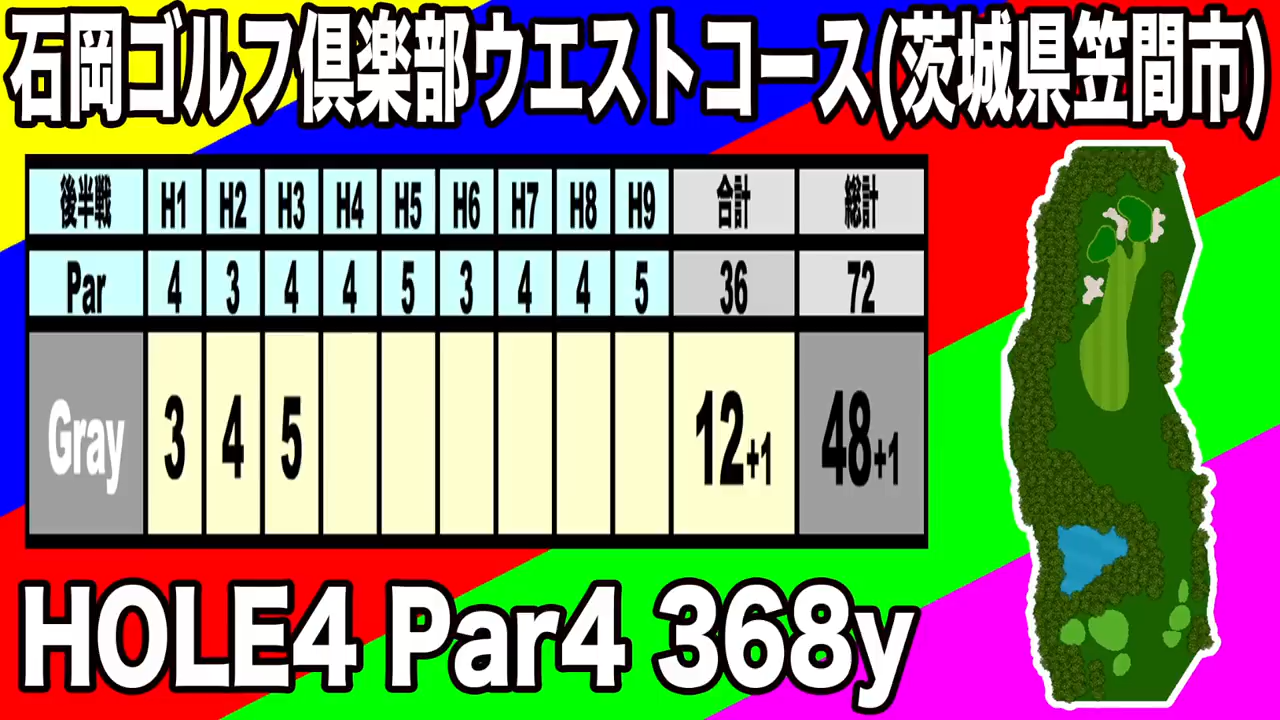 石岡ゴルフ倶楽部ウエストコース(茨城県笠間市)
後半戦 H1 H2 H3 H4 H5 H6 H7 H8 H9 合計 総計
Par 4 3 4 4 5 3 4 4 5 36 72
Gray 3 4 5 12+1 48+1
HOLE4 Par4 368y